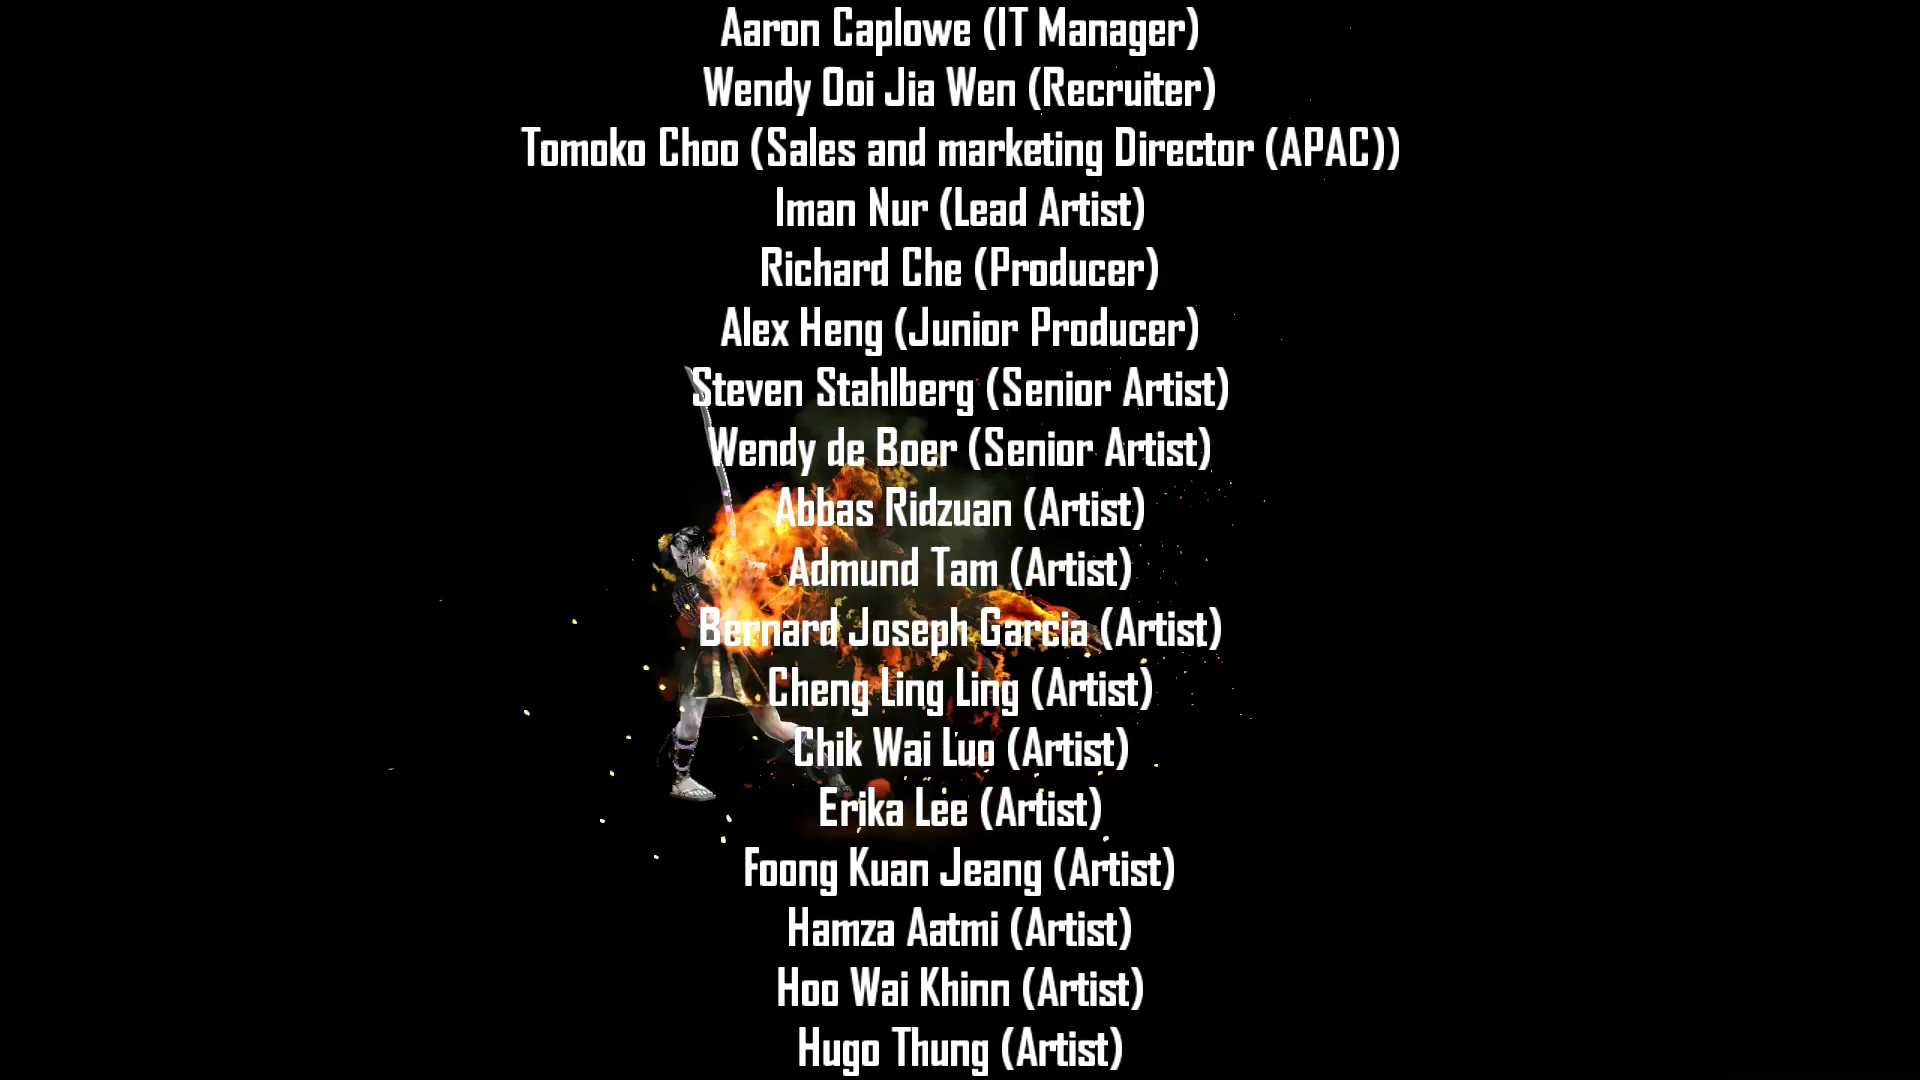 Aaron Caplowe (IT Manager)
Wendy Ooi Jia Wen (Recruiter)
Tomoko Choo (Sales and marketing Director (APAC))
Iman Nur (Lead Artist)
Richard Che (Producer)
Alex Heng (Junior Producer)
Steven Stahlberg (Senior Artist)
Wendy de Boer (Senior Artist)
Abbas Ridzuan (Artist)
Admund Tam (Artist)
Bernard Joseph Garcia (Artist)
Cheng Ling Ling (Artist)
Chik Wai Luo (Artist)
Erika Lee (Artist)
Foong Kuan Jeang (Artist)
Hamza Aatmi (Artist)
Hoo Wai Khinn (Artist)
Hugo Thung (Artist)